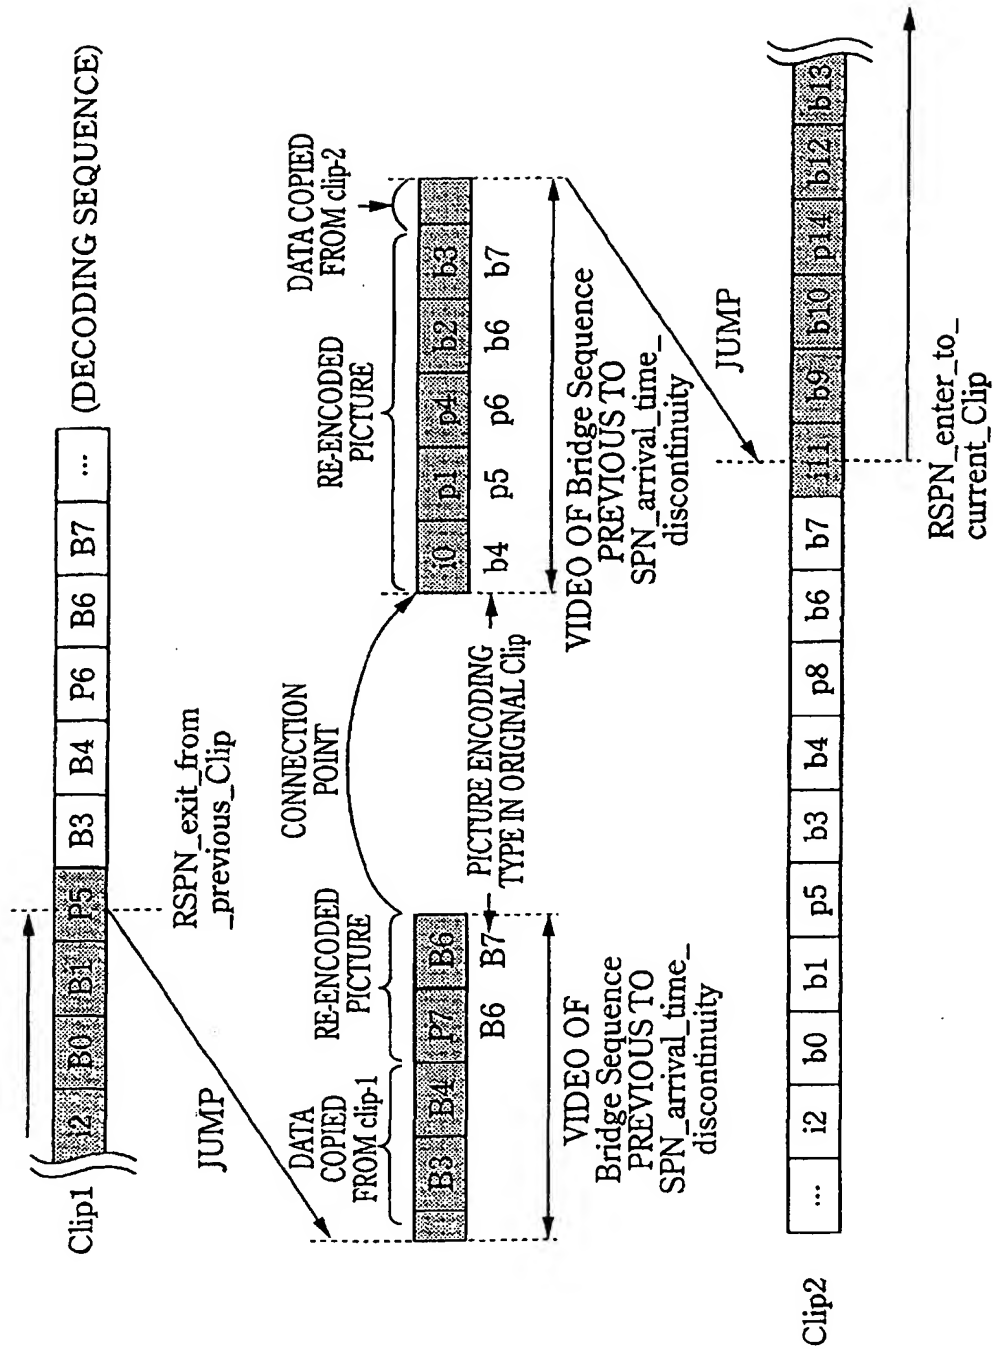 Clip1
i2 B0 B1 P5 B3 B4 P6 B6 B7 ...
(DECODING SEQUENCE)
RSPN_exit_from
_previous_Clip
JUMP
DATA
COPIED
FROM clip-1
RE-ENCODED
PICTURE
CONNECTION
POINT
RE-ENCODED
PICTURE
DATA COPIED
FROM clip-2
B3 B4 P7 B6
B6 B7
i0 p1 p4 b2 b3
b4 p5 p6 b6 b7
PICTURE ENCODING
TYPE IN ORIGINAL Clip
VIDEO OF
Bridge Sequence
PREVIOUS TO
SPN_arrival_time_
discontinuity
VIDEO OF Bridge Sequence
PREVIOUS TO
SPN_arrival_time_
discontinuity
JUMP
Clip2
... i2 b0 b1 p5 b3 b4 p8 b6 b7 i11 b9 b10 p14 b12 b13
RSPN_enter_to_
current_Clip